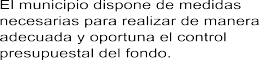 El municipio dispone de medidas
necesarias para realizar de manera
adecuada y oportuna el control
presupuestal del fondo.